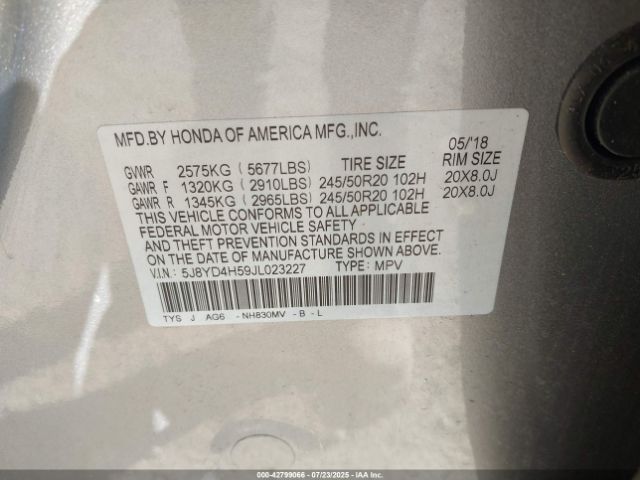 MFD.BY HONDA OF AMERICA MFG.,INC.
05/'18
GVWR 2575KG ( 5677LBS) TIRE SIZE RIM SIZE
GAWR F 1320KG ( 2910LBS) 245/50R20 102H 20X8.0J
GAWR R 1345KG ( 2965LBS) 245/50R20 102H 20X8.0J
THIS VEHICLE CONFORMS TO ALL APPLICABLE
FEDERAL MOTOR VEHICLE SAFETY
AND THEFT PREVENTION STANDARDS IN EFFECT
ON THE DATE OF MANUFACTURE SHOWN ABOVE.
V.I.N.: 5J8YD4H59JL023227 TYPE: MPV
TYS J AG6 -NH830MV -B -L
000-42799066 - 07/23/2025 - IAAI.COM